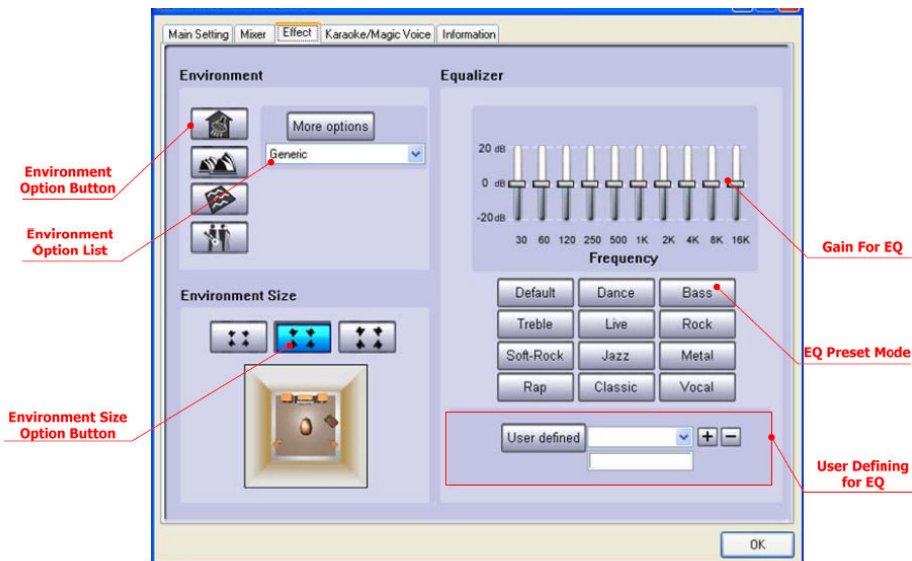 Main Setting Mixer Effect Karaoke/Magic Voice Information
Environment
More options
Generic
Environment
Option Button
Environment
Option List
Environment Size
Environment Size
Option Button
Equalizer
20 dB
0 dB
-20 dB
30 60 120 250 500 1K 2K 4K 8K 16K
Frequency
Gain For EQ
Default Dance Bass
Treble Live Rock
Soft-Rock Jazz Metal
Rap Classic Vocal
EQ Preset Mode
User defined
User Defining
for EQ
OK